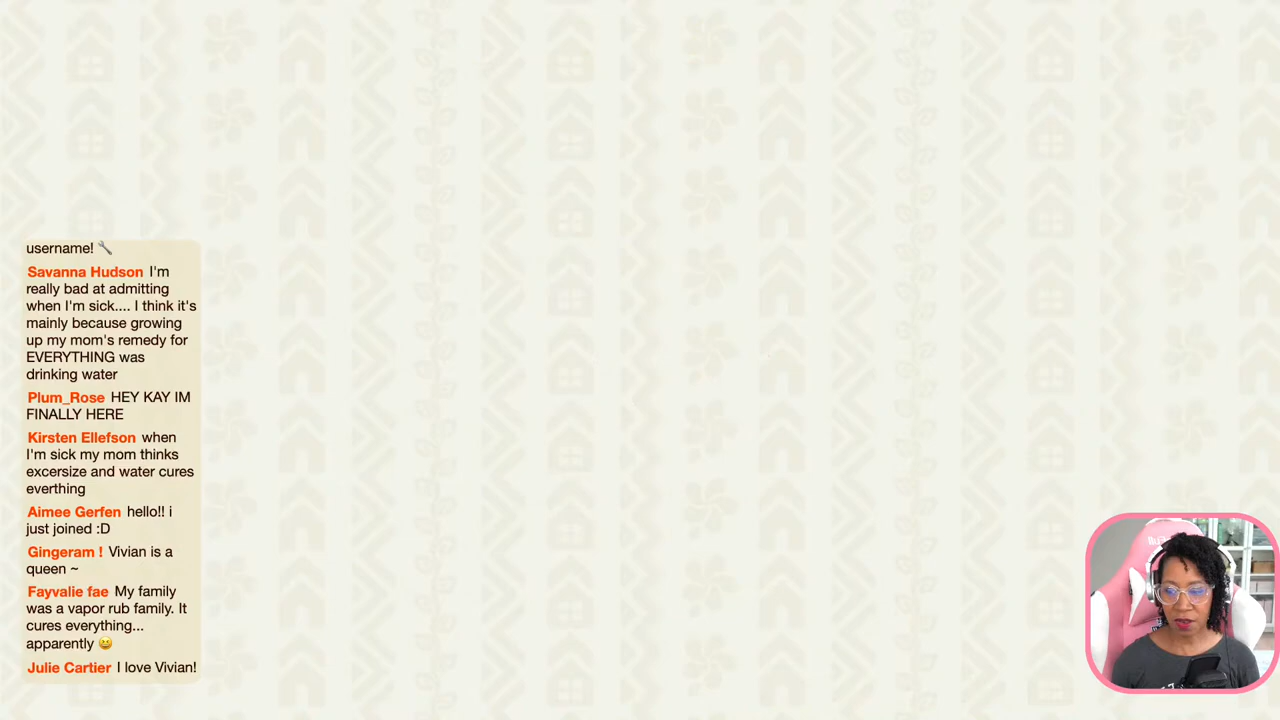 username! 🔧
Savanna Hudson I'm
really bad at admitting
when I'm sick.... I think it's
mainly because growing
up my mom's remedy for
EVERYTHING was
drinking water
Plum_Rose HEY KAY IM
FINALLY HERE
Kirsten Ellefson when
I'm sick my mom thinks
excersize and water cures
everthing
Aimee Gerfen hello!! i
just joined :D
Gingeram ! Vivian is a
queen ~
Fayvalie fae My family
was a vapor rub family. It
cures everything...
apparently 😄
Julie Cartier I love Vivian!